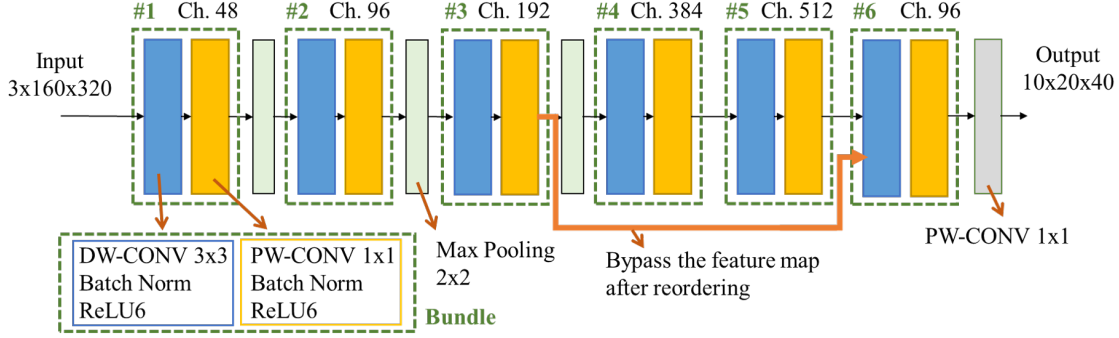 #1 Ch. 48
#2 Ch. 96
#3 Ch. 192
#4 Ch. 384
#5 Ch. 512
#6 Ch. 96
Input
3x160x320
Output
10x20x40
DW-CONV 3x3
Batch Norm
ReLU6
PW-CONV 1x1
Batch Norm
ReLU6
Bundle
Max Pooling
2x2
Bypass the feature map
after reordering
PW-CONV 1x1